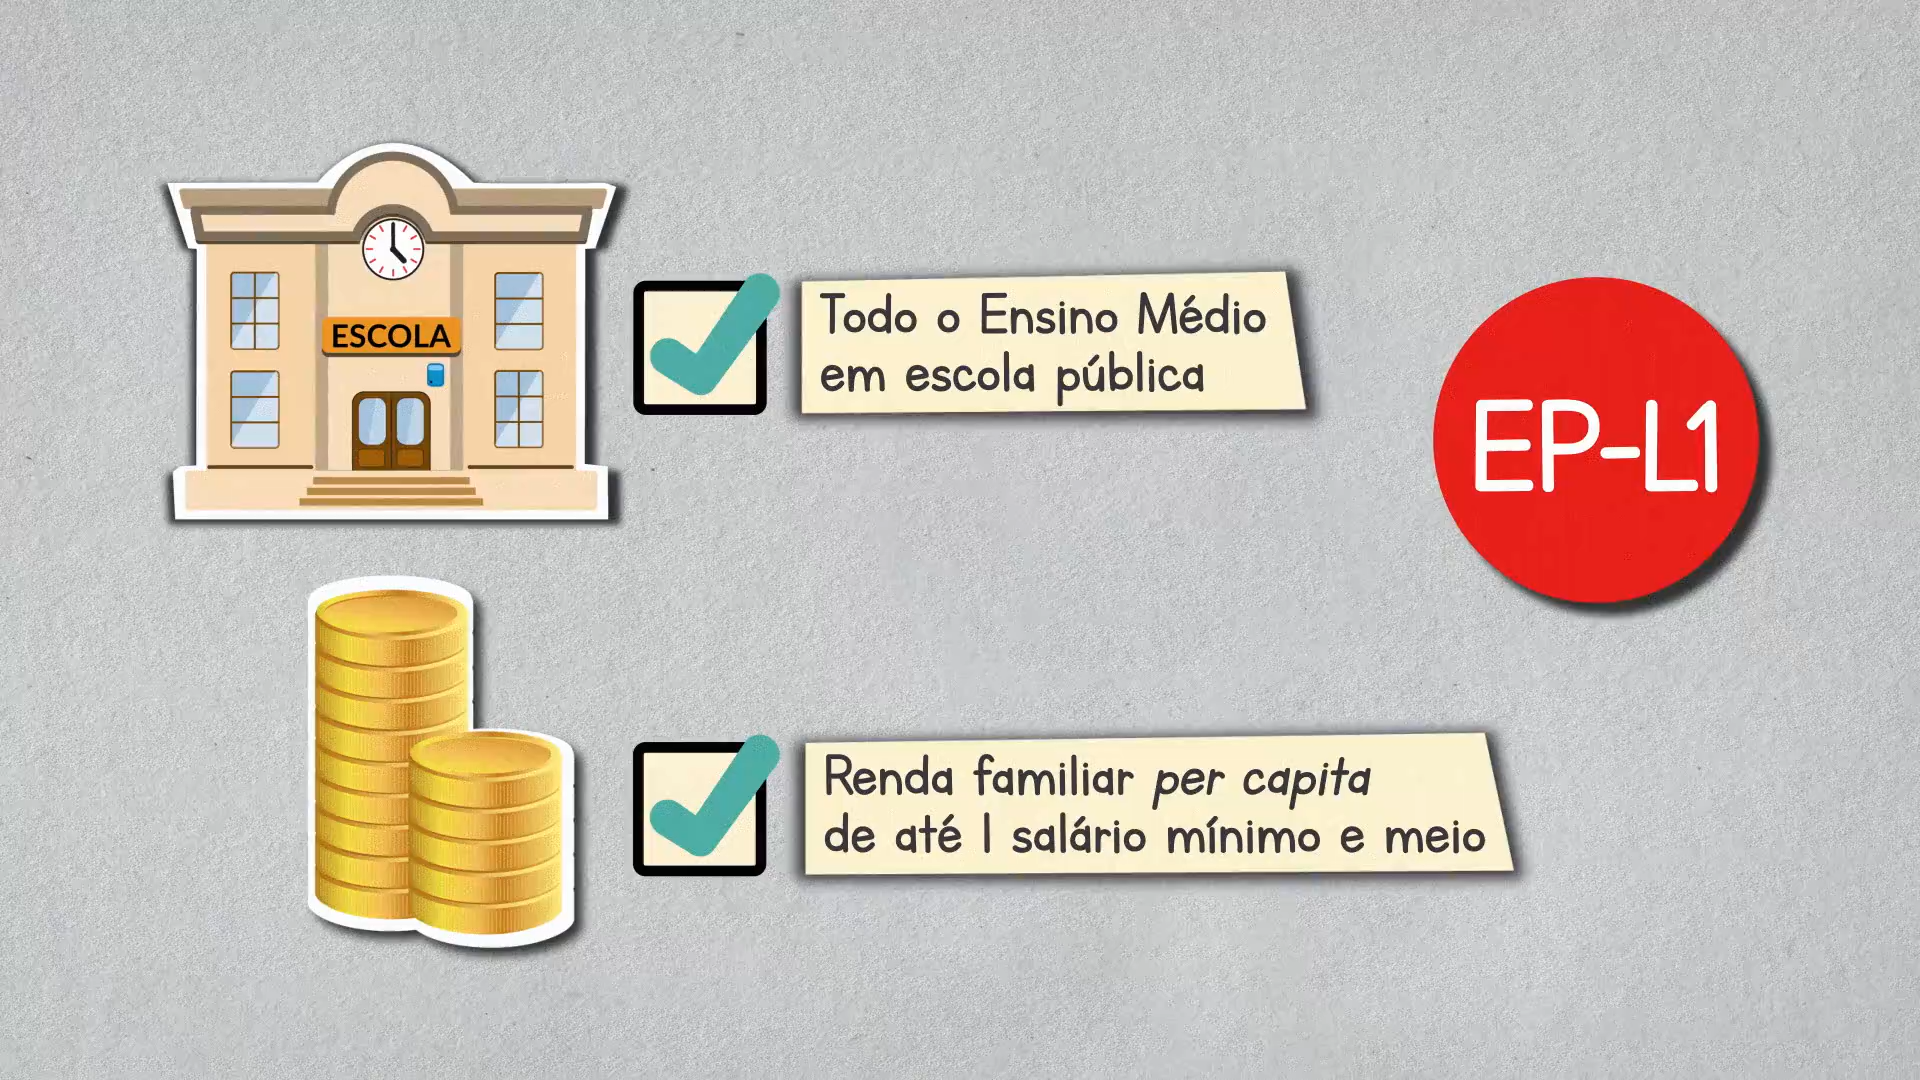 ESCOLA
Todo o Ensino Médio
em escola pública
EP-L1
Renda familiar per capita
de até 1 salário mínimo e meio